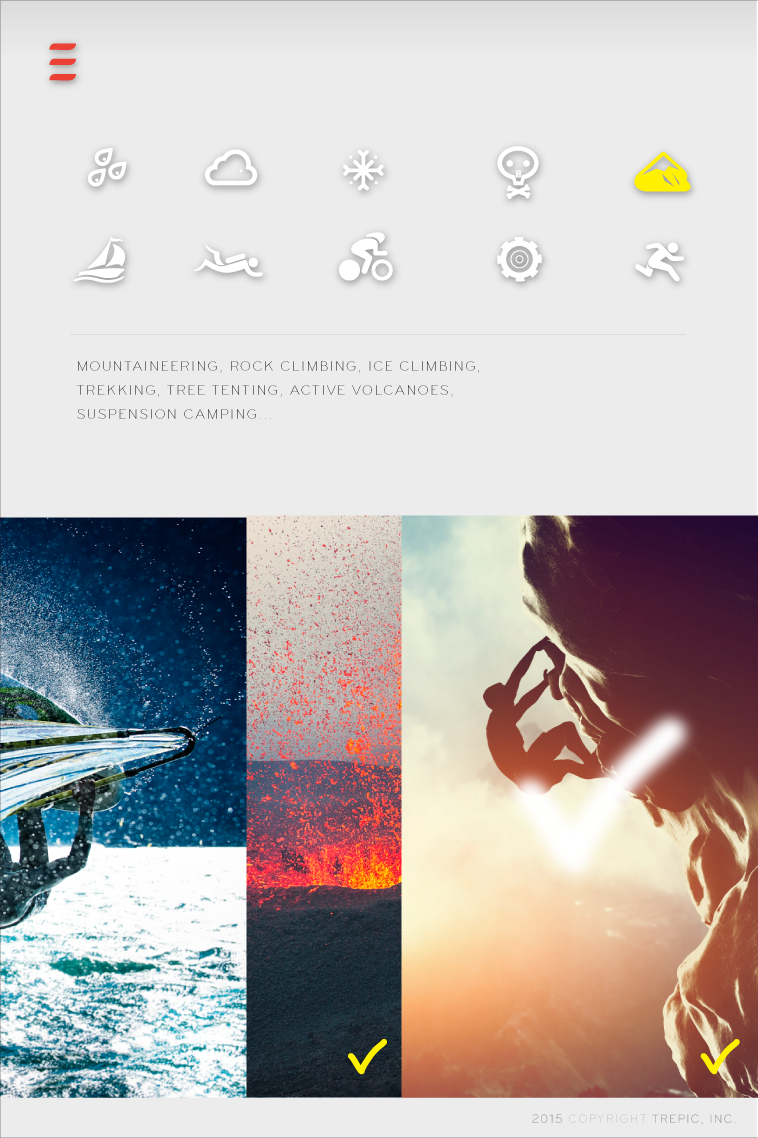 MOUNTAINEERING, ROCK CLIMBING, ICE CLIMBING,
TREKKING, TREE TENTING, ACTIVE VOLCANOES,
SUSPENSION CAMPING...
2015 COPYRIGHT TREPIC, INC.